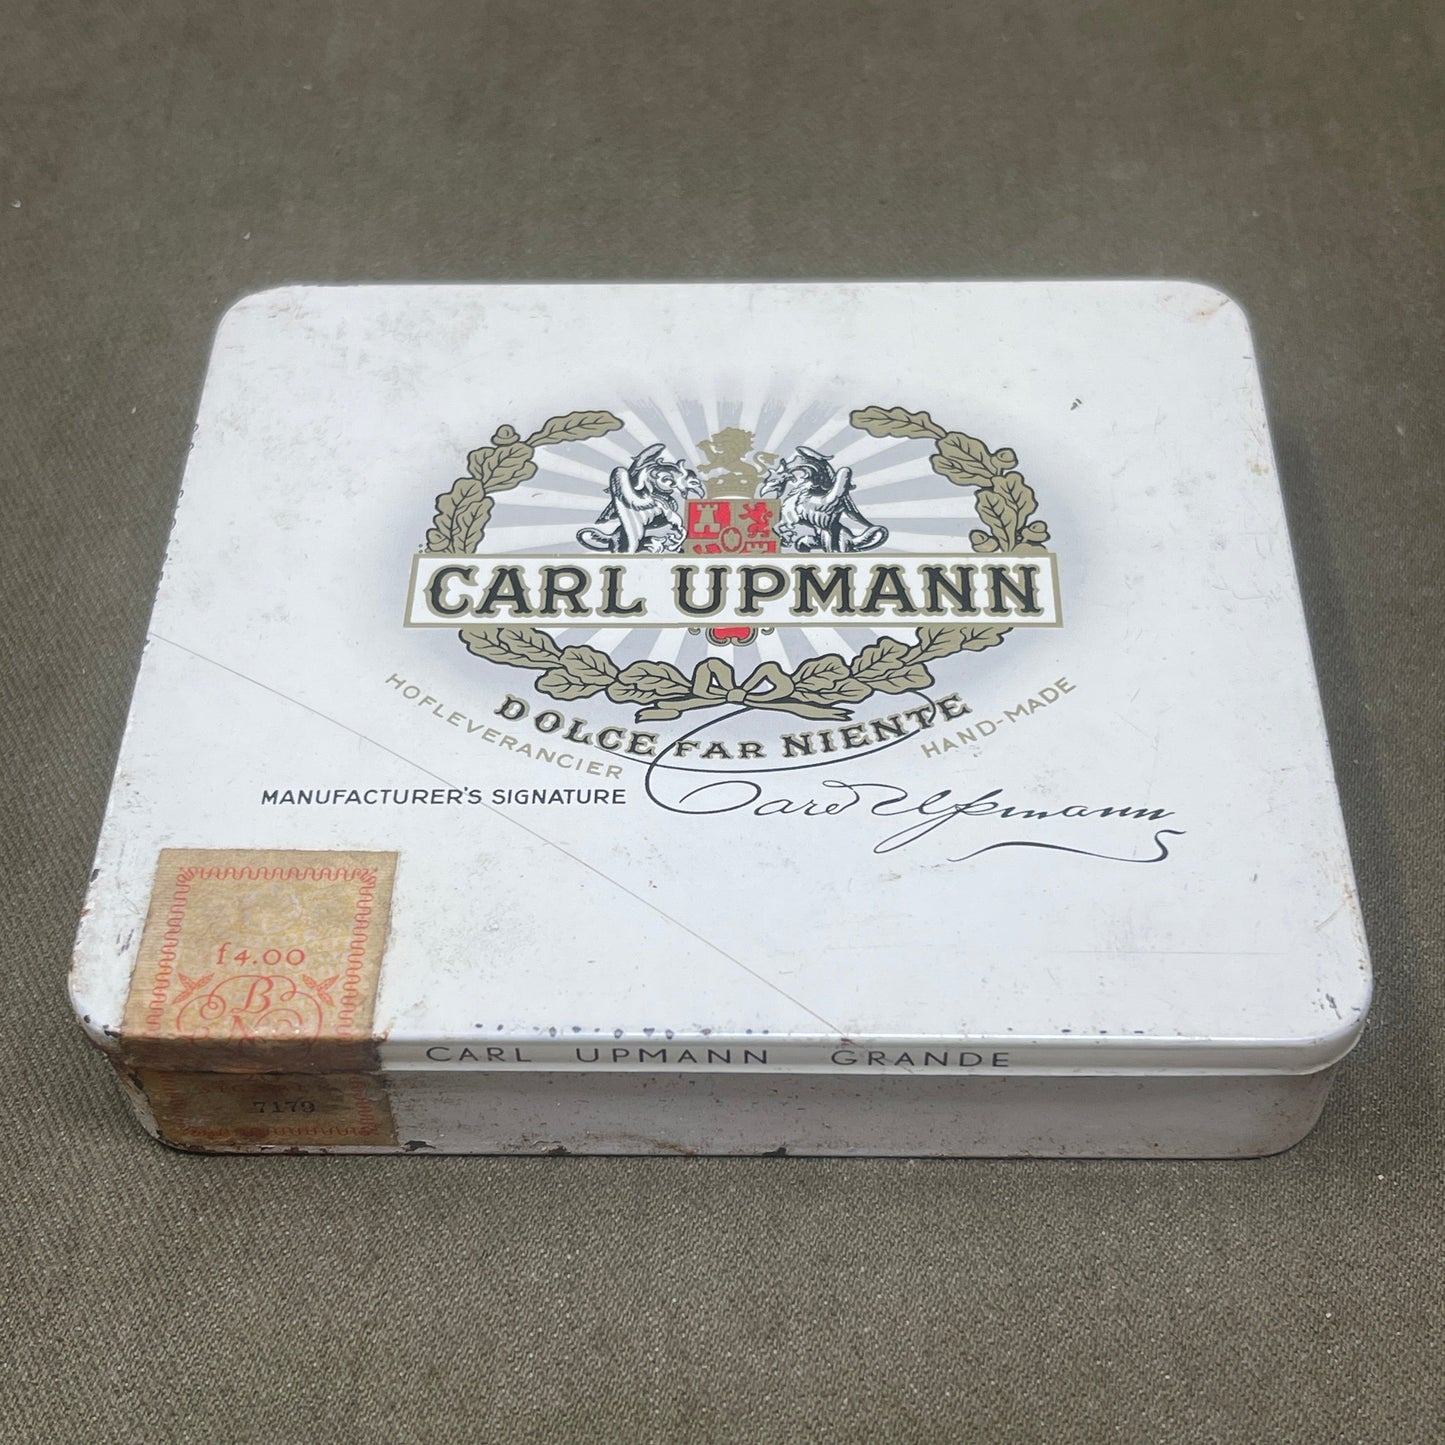 CARL UPMANN
DOLCE FAR NIENTE
HOFLEVERANCIER
HAND-MADE
MANUFACTURER'S SIGNATURE Carl Upmann
f4.00
B
CARL UPMANN GRANDE
7179